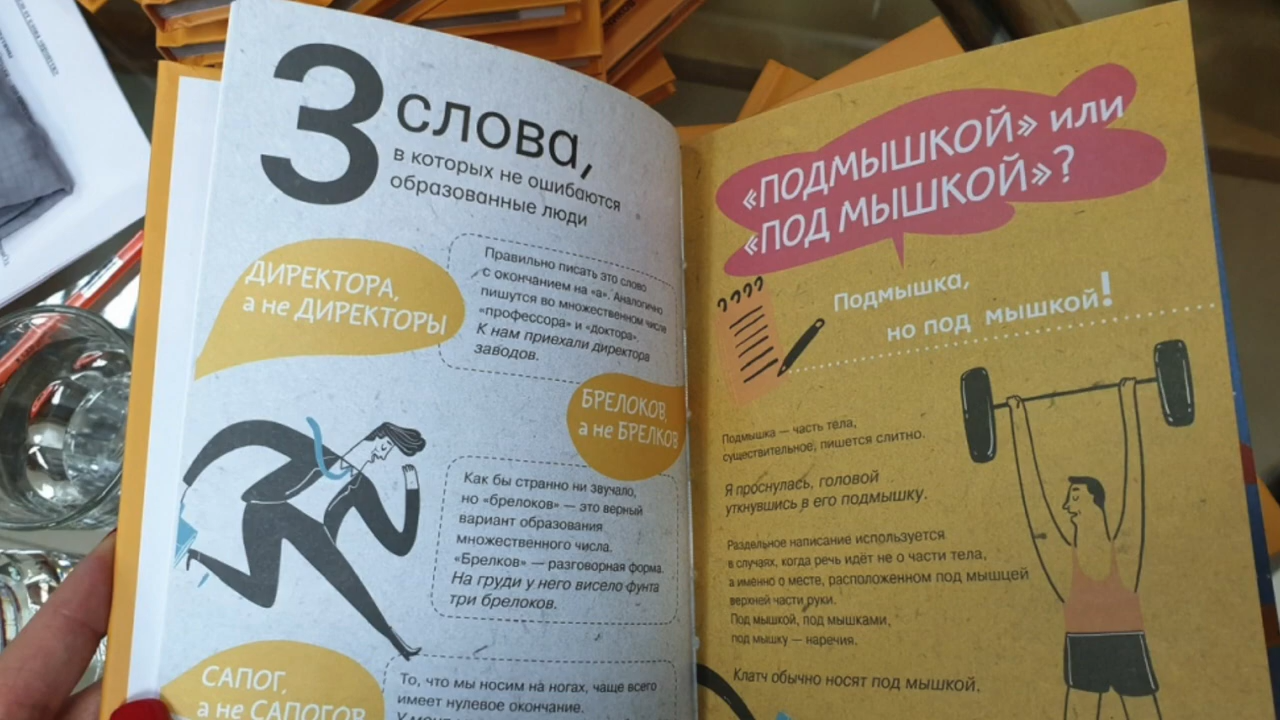 3 слова,
в которых не ошибаются
образованные люди
ДИРЕКТОРА,
а не ДИРЕКТОРЫ
Правильно писать это слово
с окончанием на «а». Аналогично
пишутся во множественном числе
«профессора» и «доктора».
К нам приехали директора
заводов.
БРЕЛОКОВ,
а не БРЕЛКОВ
Как бы странно ни звучало,
но «брелоков» — это верный
вариант образования
множественного числа.
«Брелков» — разговорная форма.
На груди у него висело фунта
три брелоков.
САПОГ,
а не САПОГОВ
То, что мы носим на ногах, чаще всего
имеет нулевое окончание.
«ПОДМЫШКОЙ» или
«ПОД МЫШКОЙ»?
Подмышка,
но под мышкой!
Подмышка — часть тела,
существительное, пишется слитно.
Я проснулась, головой
уткнувшись в его подмышку.
Раздельное написание используется
в случаях, когда речь идёт не о части тела,
а именно о месте, расположенном под мышцей
верхней части руки.
Под мышкой, под мышками,
под мышку — наречия.
Клатч обычно носят под мышкой.